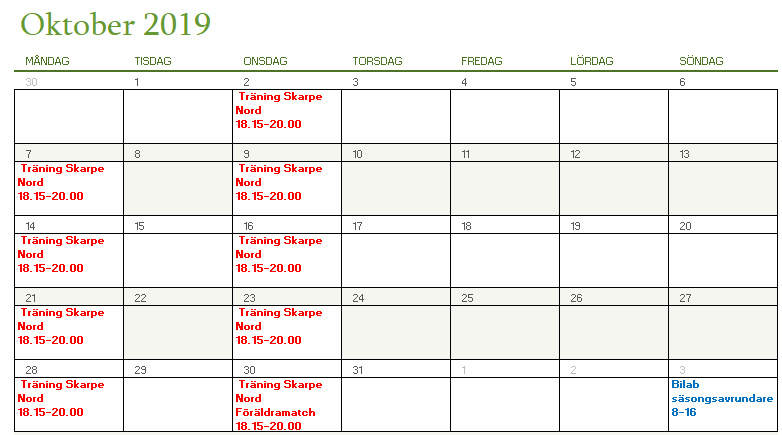 Oktober 2019
MÅNDAG TISDAG ONSDAG TORSDAG FREDAG LÖRDAG SÖNDAG
30 1 2 3 4 5 6
Träning Skarpe
Nord
18.15-20.00
7 8 9 10 11 12 13
Träning Skarpe Träning Skarpe
Nord Nord
18.15-20.00 18.15-20.00
14 15 16 17 18 19 20
Träning Skarpe Träning Skarpe
Nord Nord
18.15-20.00 18.15-20.00
21 22 23 24 25 26 27
Träning Skarpe Träning Skarpe
Nord Nord
18.15-20.00 18.15-20.00
28 29 30 31 1 2 3
Träning Skarpe Träning Skarpe Bilab
Nord Nord säsongsavrundare
18.15-20.00 Föräldramatch 8-16
18.15-20.00